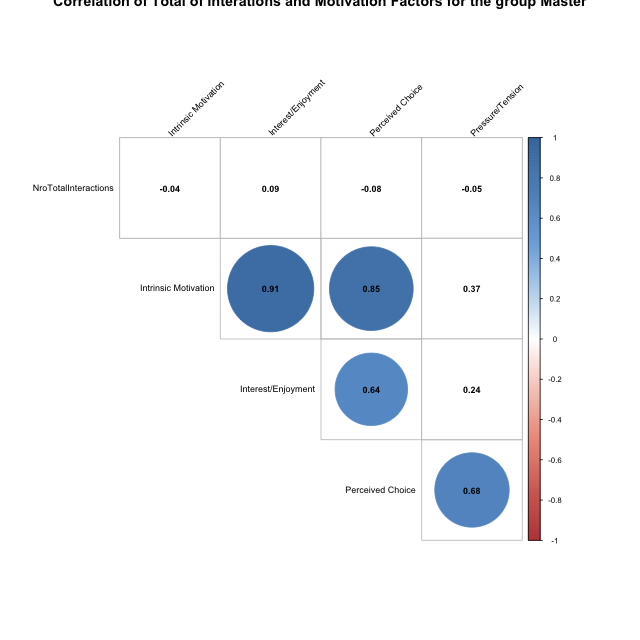 Correlation of Total of Interations and Motivation Factors for the group Master
Intrinsic Motivation
Interest/Enjoyment
Perceived Choice
Pressure/Tension
NroTotalInteractions
-0.04
0.09
-0.08
-0.05
Intrinsic Motivation
0.91
0.85
0.37
Interest/Enjoyment
0.64
0.24
Perceived Choice
0.68
1
0.8
0.6
0.4
0.2
0
-0.2
-0.4
-0.6
-0.8
-1